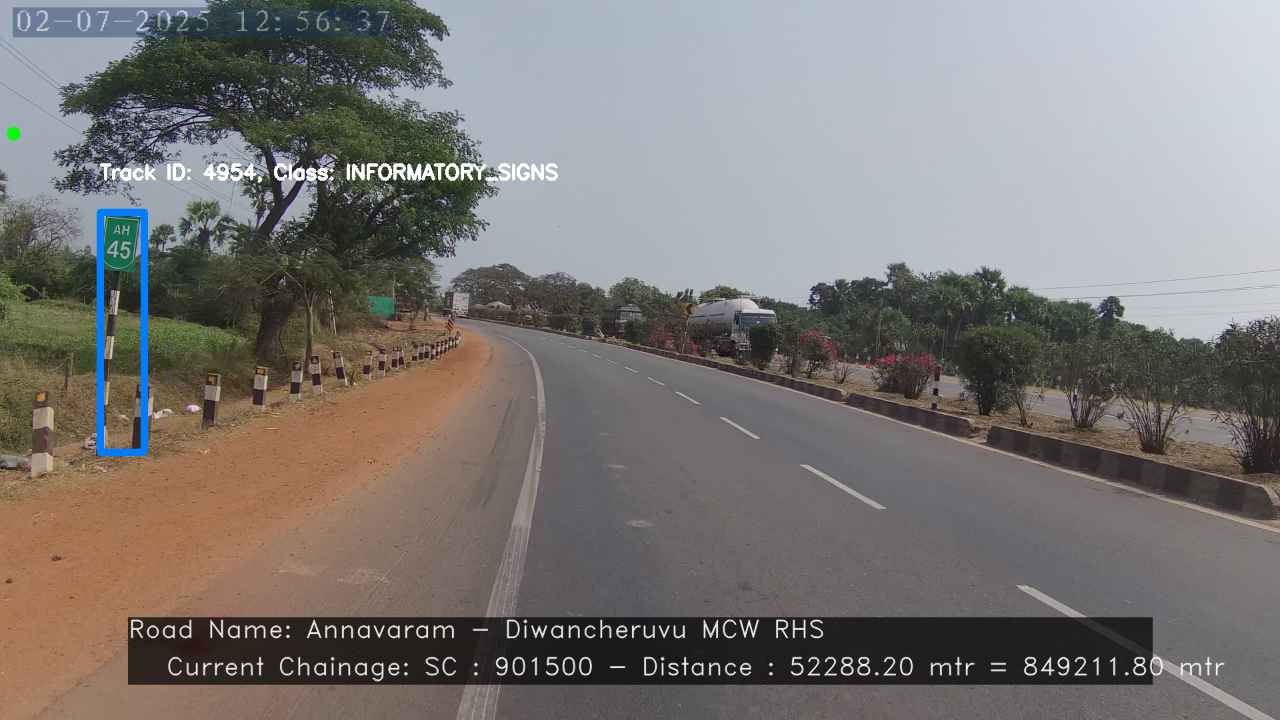 02-07-2025 12:56:37
Track ID: 4954, Class: INFORMATORY_SIGNS
AH
45
Road Name: Annavaram - Diwancheruvu MCW RHS
Current Chainage: SC : 901500 - Distance : 52288.20 mtr = 849211.80 mtr